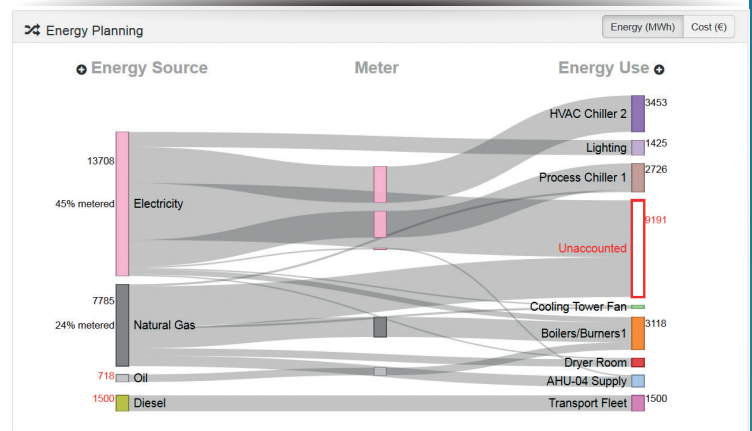 Energy Planning
Energy (MWh) Cost (€)
Energy Source Meter Energy Use
HVAC Chiller 2 3453
Lighting 1425
13708
Process Chiller 1 2726
45% metered Electricity
9191
Unaccounted
7785
Cooling Tower Fan
24% metered Natural Gas
Boilers/Burners1 3118
Dryer Room
718 Oil
AHU-04 Supply
1500 Diesel
Transport Fleet 1500